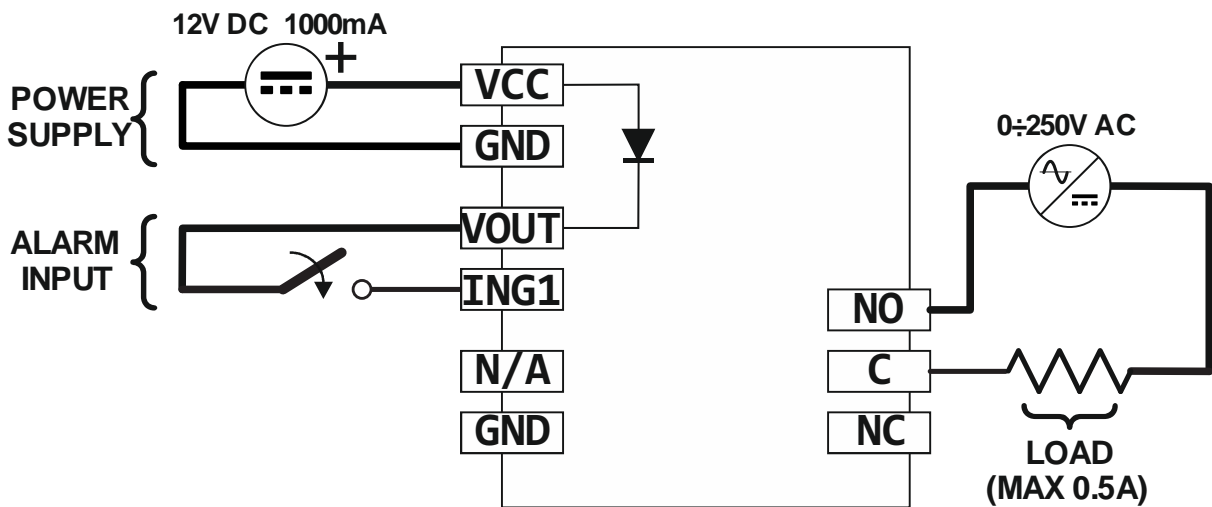 12V DC 1000mA
+
POWER
SUPPLY
VCC
GND
0÷250V AC
ALARM
INPUT
VOUT
ING1
N/A
GND
NO
C
NC
LOAD
(MAX 0.5A)